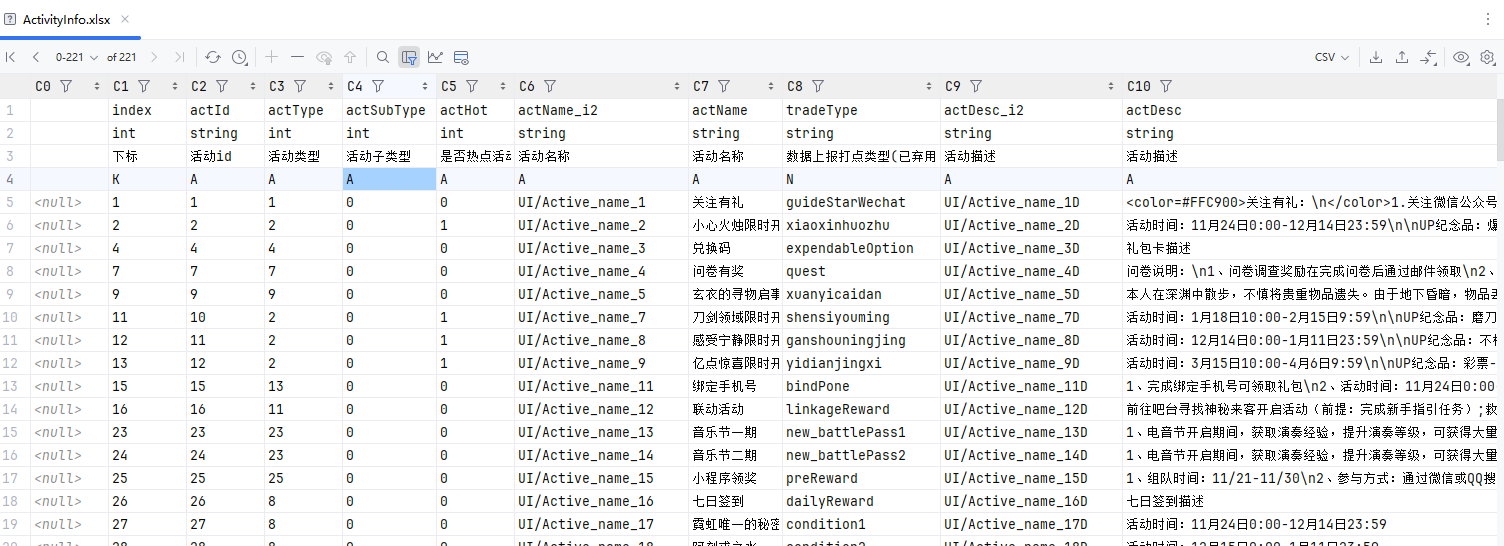 ActivityInfo.xlsx
0-221 of 221 CSV
C0 C1 C2 C3 C4 C5 C6 C7 C8 C9 C10
1 index actId actType actSubType actHot actName_i2 actName tradeType actDesc_i2 actDesc
2 int string int int int string string string string string
3 下标 活动id 活动类型 活动子类型 是否热点活动 活动名称 活动名称 数据上报打点类型(已弃用 活动描述 活动描述
4 K A A A A A A N A A
5 <null> 1 1 1 0 0 UI/Active_name_1 关注有礼 guideStarWechat UI/Active_name_1D <color=#FFC900>关注有礼：\n</color>1.关注微信公众号
6 <null> 2 2 2 0 1 UI/Active_name_2 小心火烛限时开 xiaoxinhuozhu UI/Active_name_2D 活动时间：11月24日0:00-12月14日23:59\n\nUP纪念品：爆
7 <null> 4 4 4 0 0 UI/Active_name_3 兑换码 expendableOption UI/Active_name_3D 礼包卡描述
8 <null> 7 7 7 0 0 UI/Active_name_4 问卷有奖 quest UI/Active_name_4D 问卷说明：\n1、问卷调查奖励在完成问卷后通过邮件领取\n2、
9 <null> 9 9 9 0 0 UI/Active_name_5 玄衣的寻物启事 xuanyicaidan UI/Active_name_5D 本人在深渊中散步，不慎将贵重物品遗失。由于地下昏暗，物品丢
10 <null> 11 10 2 0 1 UI/Active_name_7 刀剑领域限时开 shensiyouming UI/Active_name_7D 活动时间：1月18日10:00-2月15日9:59\n\nUP纪念品：磨刀
11 <null> 12 11 2 0 1 UI/Active_name_8 感受宁静限时开 ganshouningjing UI/Active_name_8D 活动时间：12月14日0:00-1月11日23:59\n\nUP纪念品：不朽
12 <null> 13 12 2 0 1 UI/Active_name_9 亿点惊喜限时开 yidianjingxi UI/Active_name_9D 活动时间：3月15日10:00-4月6日9:59\n\nUP纪念品：彩票-
13 <null> 15 15 13 0 0 UI/Active_name_11 绑定手机号 bindPone UI/Active_name_11D 1、完成绑定手机号可领取礼包\n2、活动时间：11月24日0:00
14 <null> 16 16 11 0 0 UI/Active_name_12 联动活动 linkageReward UI/Active_name_12D 前往吧台寻找神秘来客开启活动（前提：完成新手指引任务）;救
15 <null> 23 23 23 0 0 UI/Active_name_13 音乐节一期 new_battlePass1 UI/Active_name_13D 1、电音节开启期间，获取演奏经验，提升演奏等级，可获得大量
16 <null> 24 24 23 0 0 UI/Active_name_14 音乐节二期 new_battlePass2 UI/Active_name_14D 1、电音节开启期间，获取演奏经验，提升演奏等级，可获得大量
17 <null> 25 25 25 0 0 UI/Active_name_15 小程序领奖 preReward UI/Active_name_15D 1、组队时间：11/21-11/30\n2、参与方式：通过微信或QQ搜
18 <null> 26 26 8 0 0 UI/Active_name_16 七日签到 dailyReward UI/Active_name_16D 七日签到描述
19 <null> 27 27 8 0 0 UI/Active_name_17 霓虹唯一的秘密 condition1 UI/Active_name_17D 活动时间：11月24日0:00-12月14日23:59